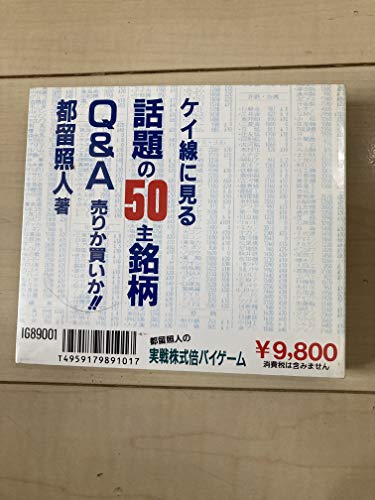 ケイ線に見る
話題の50主銘柄
Q&A 売りか買いか!!
都留照人 著
IG89001
T4959179891017
都留照人の
実戦株式倍バイゲーム
￥9,800
消費税は含みません